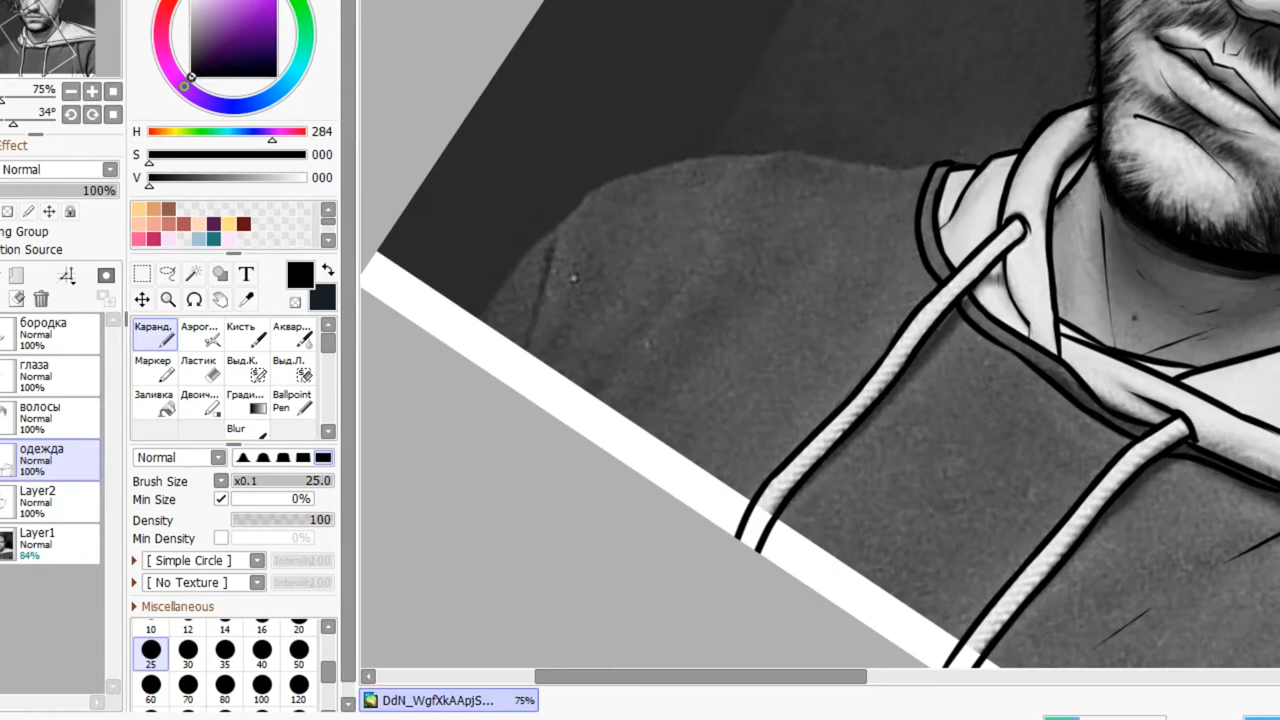 75%
34°
Effect
Normal
100%
ng Group
tion Source
бородка
Normal
100%
глаза
Normal
100%
волосы
Normal
100%
одежда
Normal
100%
Layer2
Normal
100%
Layer1
Normal
84%
H 284
S 000
V 000
T
Каранд. Аэрог... Кисть Аквар...
Маркер Ластик Выд.К. Выд.Л.
Заливка Двоич... Гради... Ballpoint Pen
Blur
Normal
Brush Size x0.1 25.0
Min Size 0%
Density 100
Min Density 0%
[ Simple Circle ] Intensity 100
[ No Texture ] Intensity 100
Miscellaneous
10 12 14 16 20
25 30 35 40 50
60 70 80 100 120
DdN_WgfXkAApjS... 75%